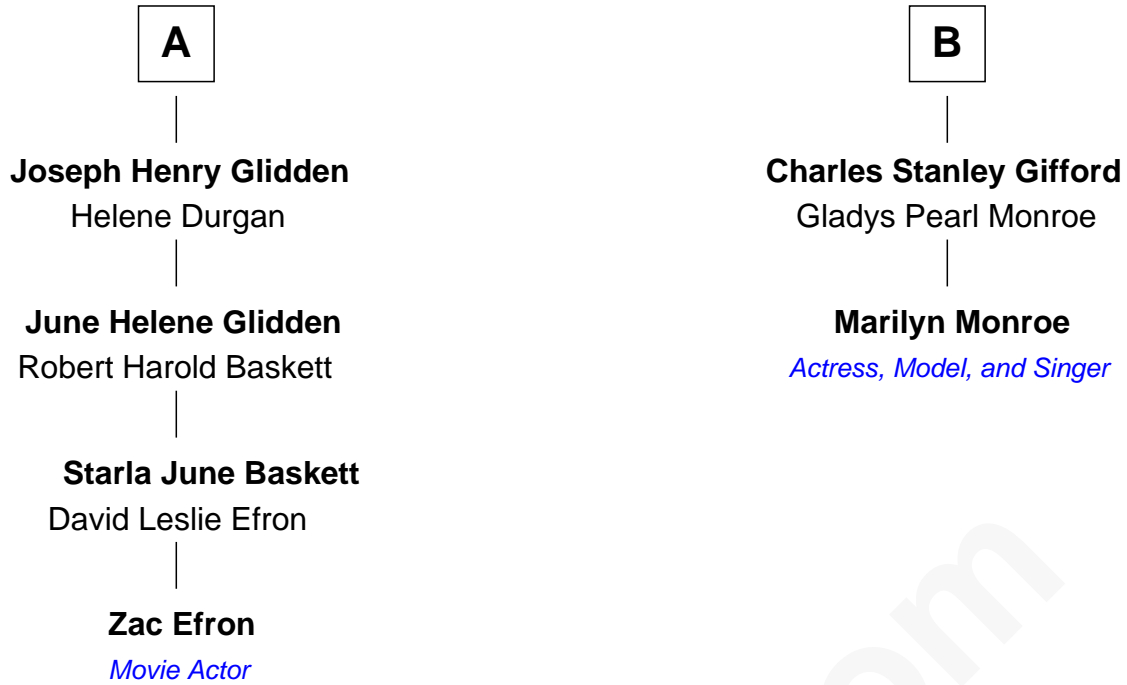 A
Joseph Henry Glidden
Helene Durgan
June Helene Glidden
Robert Harold Baskett
Starla June Baskett
David Leslie Efron
Zac Efron
Movie Actor
B
Charles Stanley Gifford
Gladys Pearl Monroe
Marilyn Monroe
Actress, Model, and Singer
om